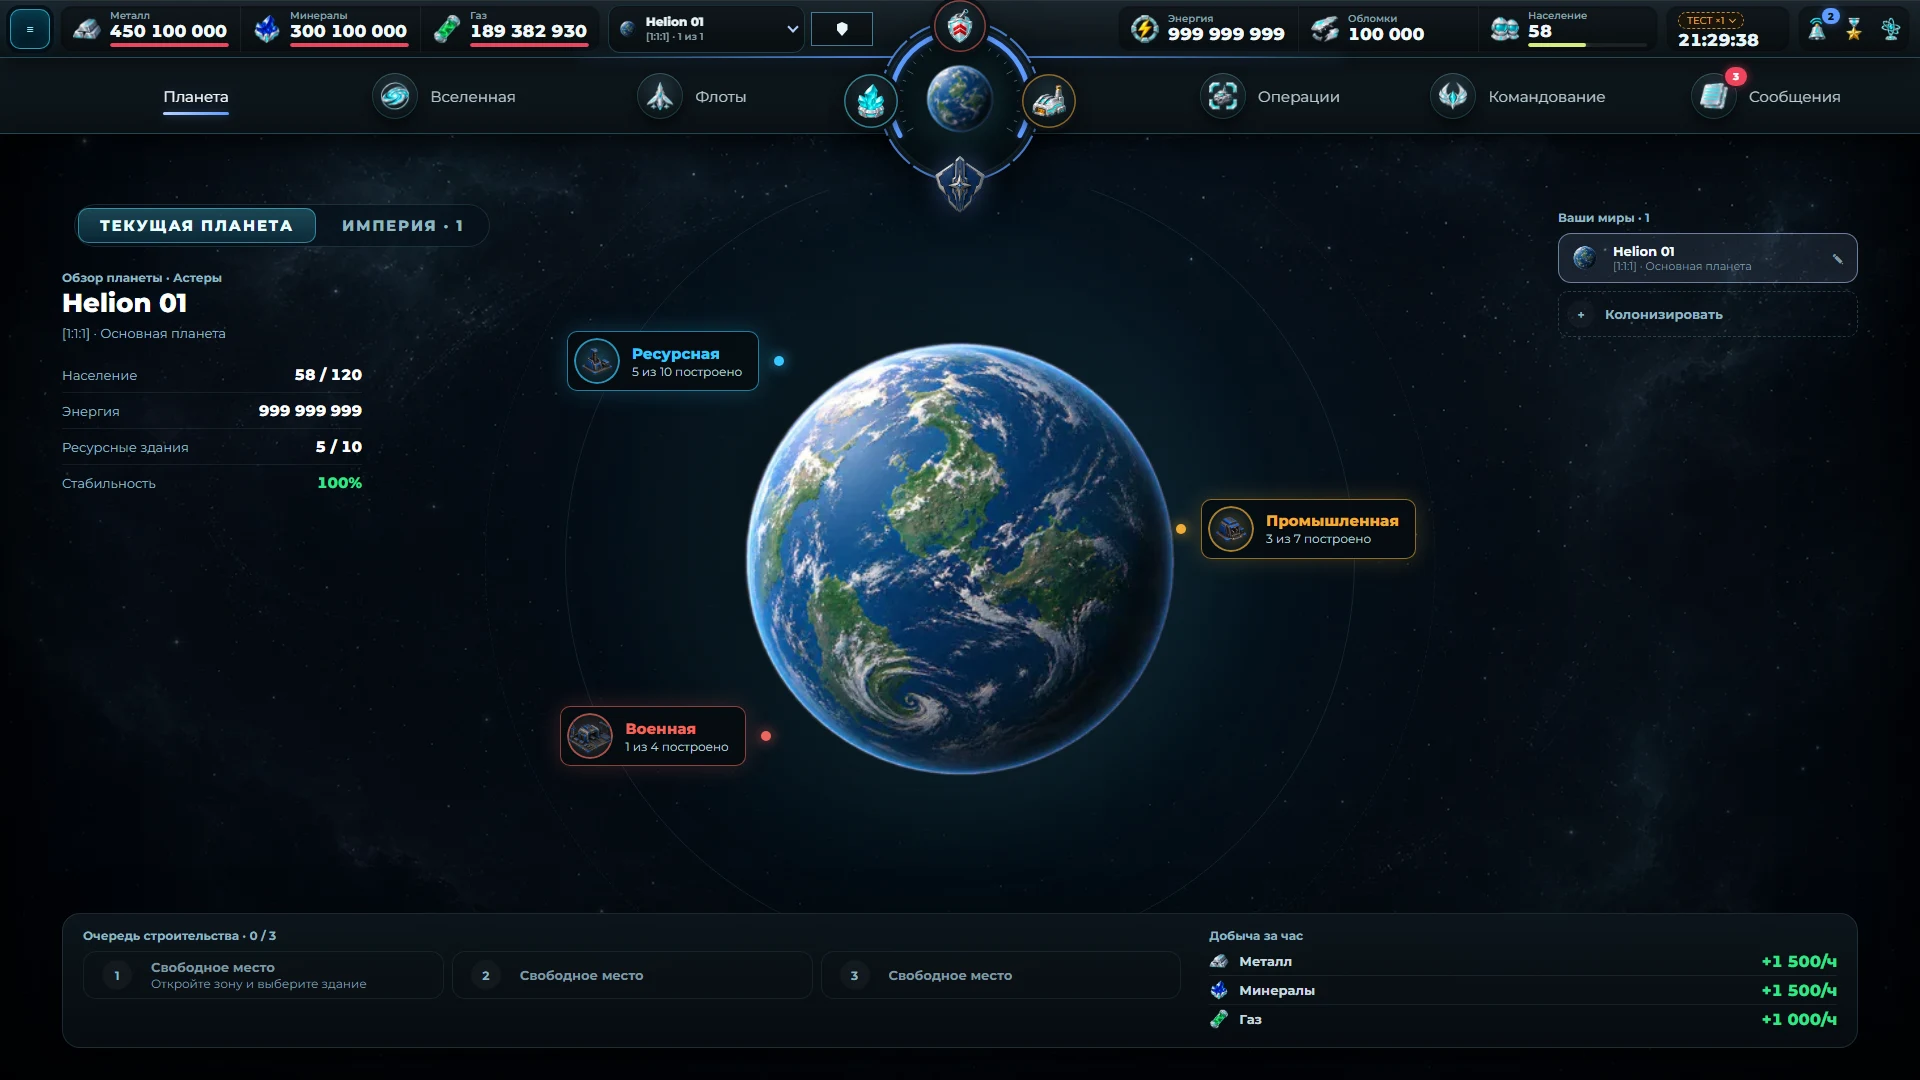 Металл
450 100 000
Минералы
300 100 000
Газ
189 382 930
Helion 01
[1:1:1] · 1 из 1
Энергия
999 999 999
Обломки
100 000
Население
58
ТЕСТ ×1
21:29:38
2
Планета
Вселенная
Флоты
Операции
Командование
3
Сообщения
ТЕКУЩАЯ ПЛАНЕТА
ИМПЕРИЯ · 1
Обзор планеты · Астеры
Helion 01
[1:1:1] · Основная планета
Население 58 / 120
Энергия 999 999 999
Ресурсные здания 5 / 10
Стабильность 100%
Ресурсная
5 из 10 построено
Промышленная
3 из 7 построено
Военная
1 из 4 построено
Ваши миры · 1
Helion 01
[1:1:1] · Основная планета
+ Колонизировать
Очередь строительства · 0 / 3
1
Свободное место
Откройте зону и выберите здание
2 Свободное место
3 Свободное место
Добыча за час
Металл +1 500/ч
Минералы +1 500/ч
Газ +1 000/ч